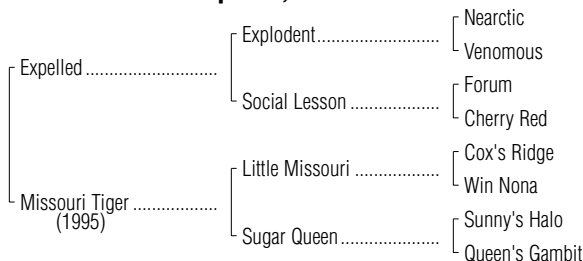 Nearctic
Explodent
Venomous
Expelled
Forum
Social Lesson
Cherry Red
Cox's Ridge
Little Missouri
Win Nona
Missouri Tiger
(1995)
Sunny's Halo
Sugar Queen
Queen's Gambit